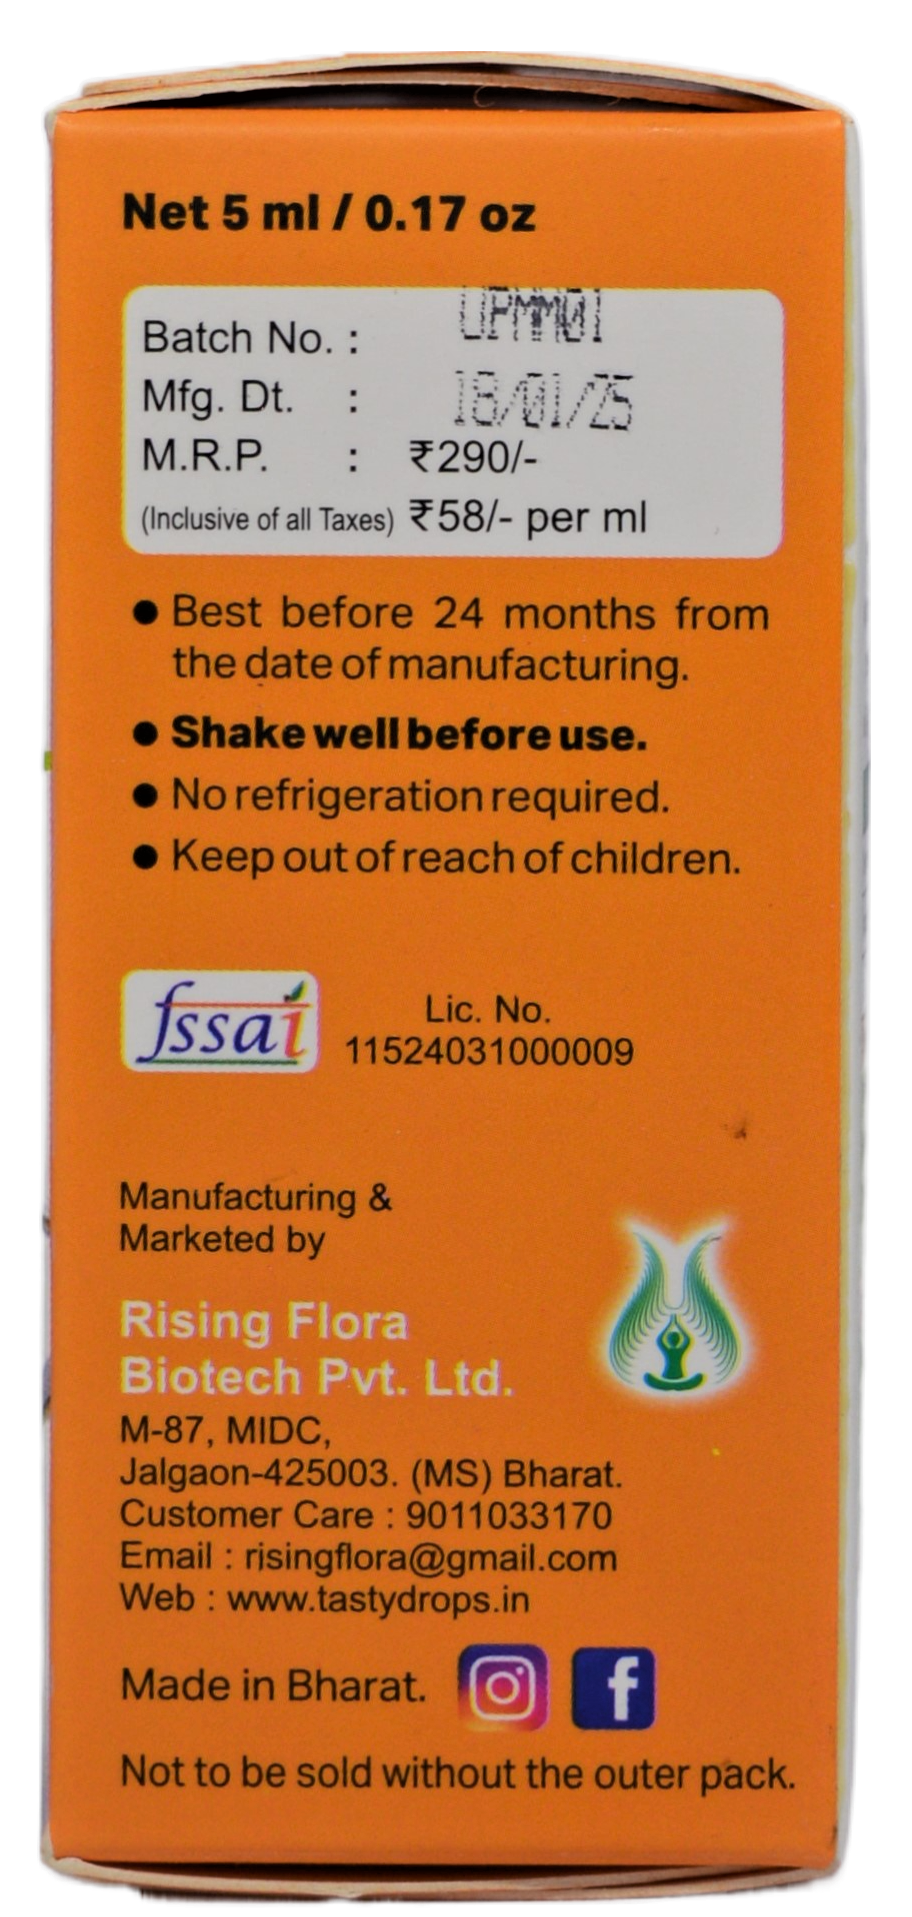 Net 5 ml / 0.17 oz
Batch No. : UPMM01
Mfg. Dt. : 18/01/25
M.R.P. : ₹290/-
(Inclusive of all Taxes) ₹58/- per ml
● Best before 24 months from
the date of manufacturing.
● Shake well before use.
● No refrigeration required.
● Keep out of reach of children.
fssai
Lic. No.
11524031000009
Manufacturing &
Marketed by
Rising Flora
Biotech Pvt. Ltd.
M-87, MIDC,
Jalgaon-425003. (MS) Bharat.
Customer Care : 9011033170
Email : risingflora@gmail.com
Web : www.tastydrops.in
Made in Bharat.
Not to be sold without the outer pack.